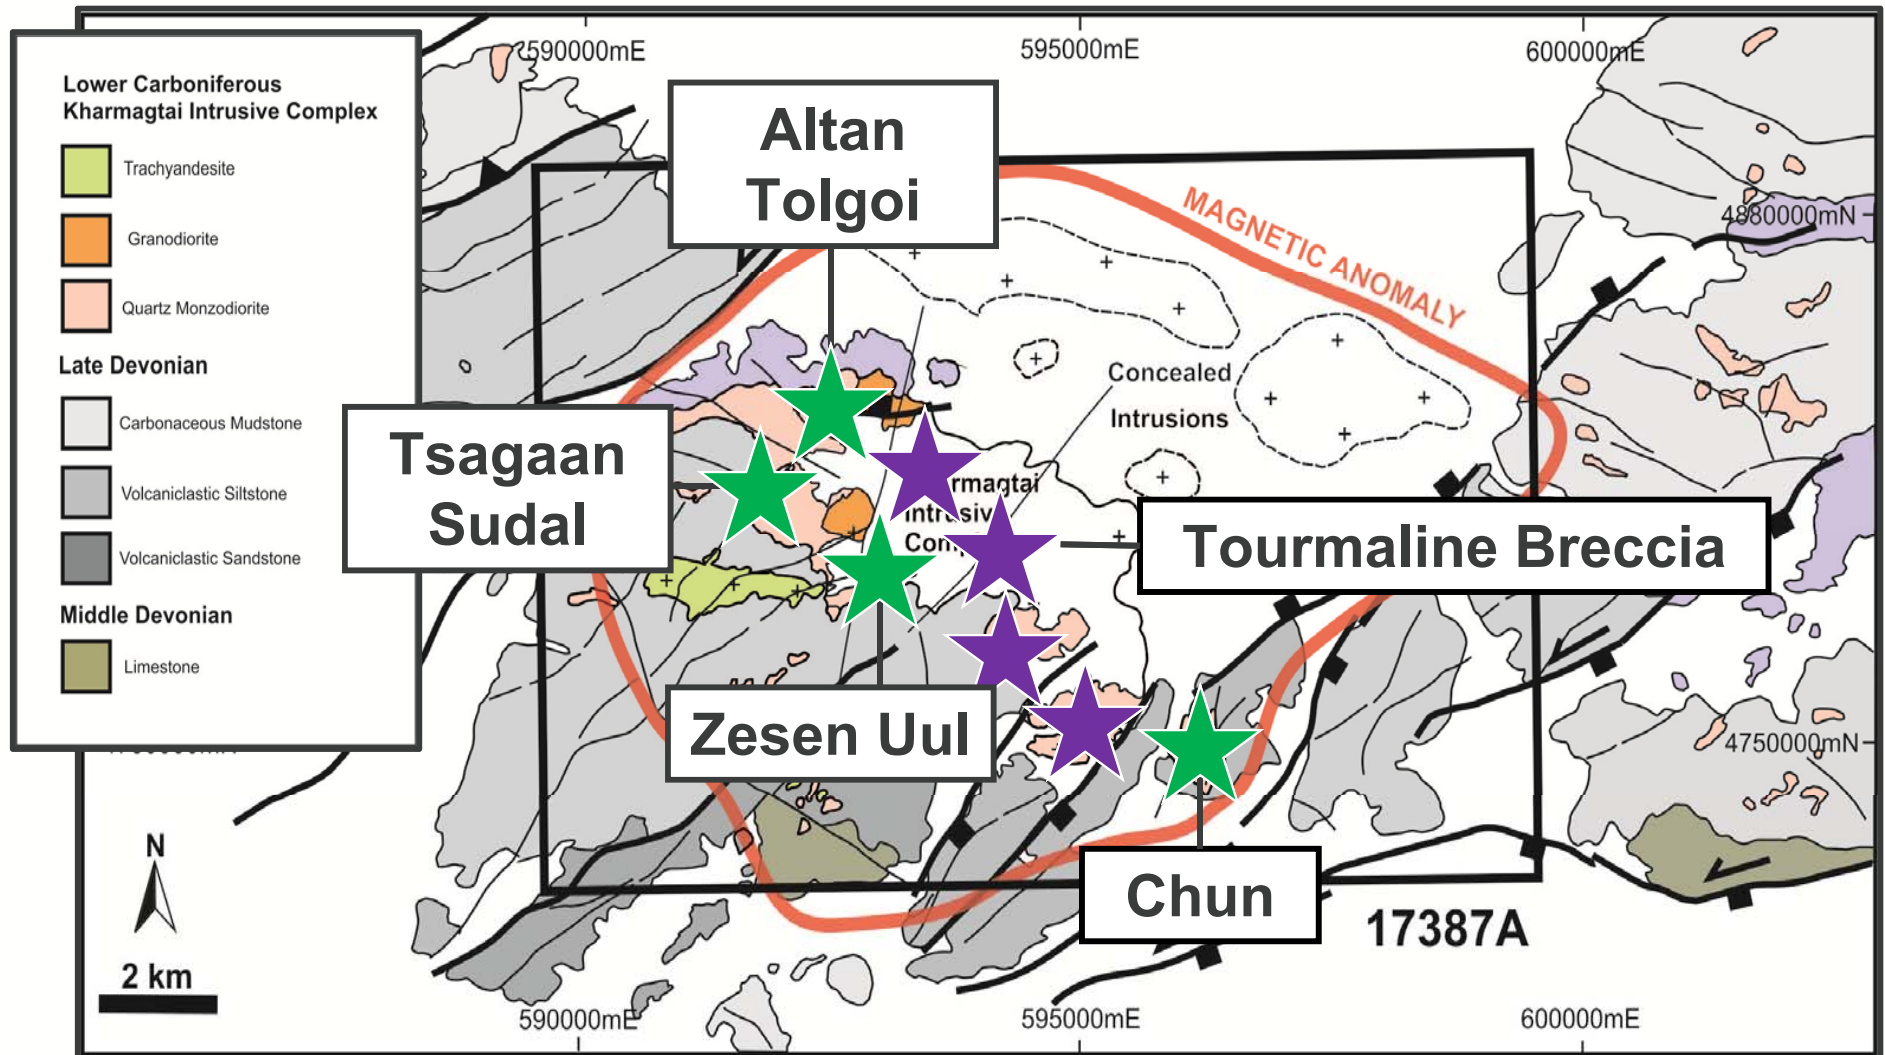 590000mE
595000mE
600000mE
Lower Carboniferous
Kharmagtai Intrusive Complex
Trachyandesite
Granodiorite
Quartz Monzodiorite
Late Devonian
Carbonaceous Mudstone
Volcaniclastic Siltstone
Volcaniclastic Sandstone
Middle Devonian
Limestone
Altan
Tolgoi
MAGNETIC ANOMALY
4880000mN
Concealed
Intrusions
Tsagaan
Sudal
Tourmaline Breccia
Zesen Uul
4750000mN
Chun
17387A
N
2 km
590000mE
595000mE
600000mE